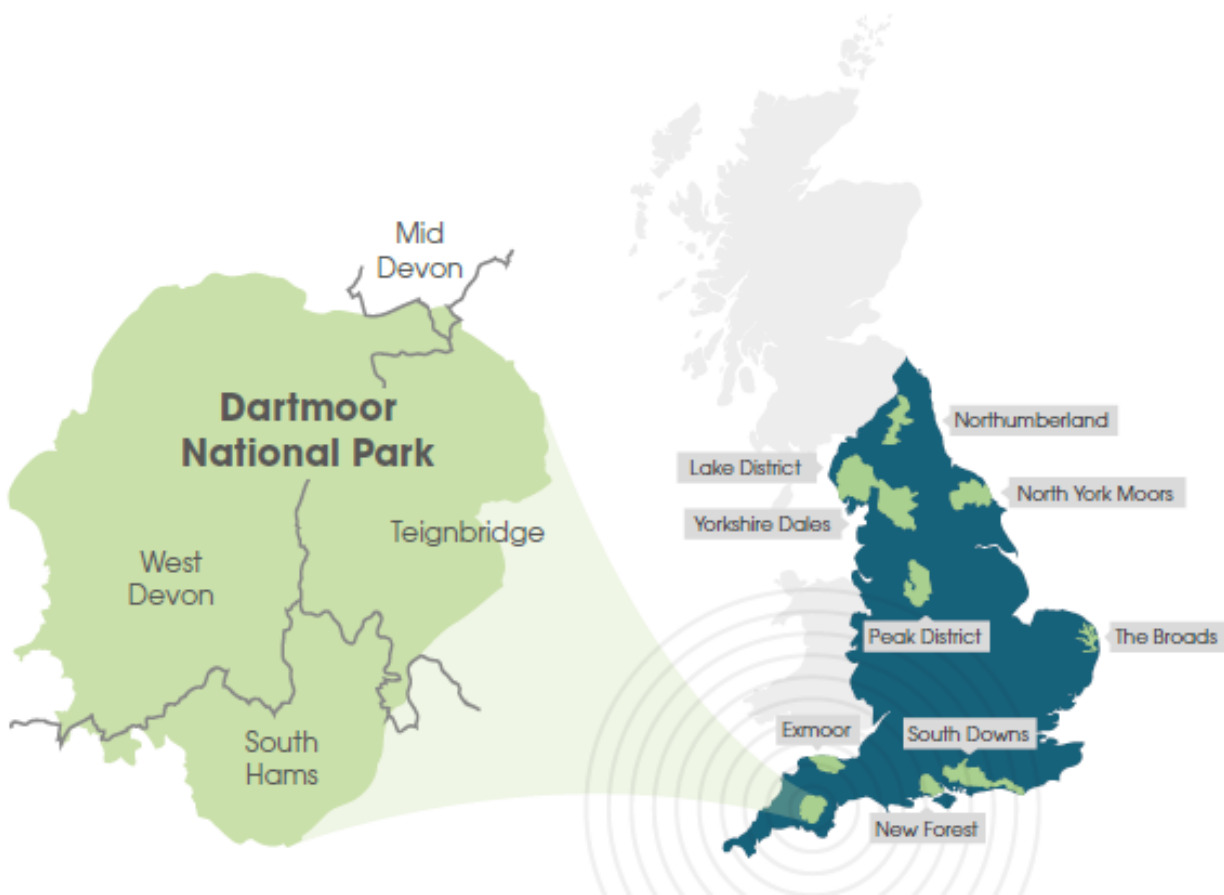 Mid
Devon
Dartmoor
National Park
Teignbridge
West
Devon
South
Hams
Northumberland
Lake District
North York Moors
Yorkshire Dales
Peak District
The Broads
Exmoor
South Downs
New Forest